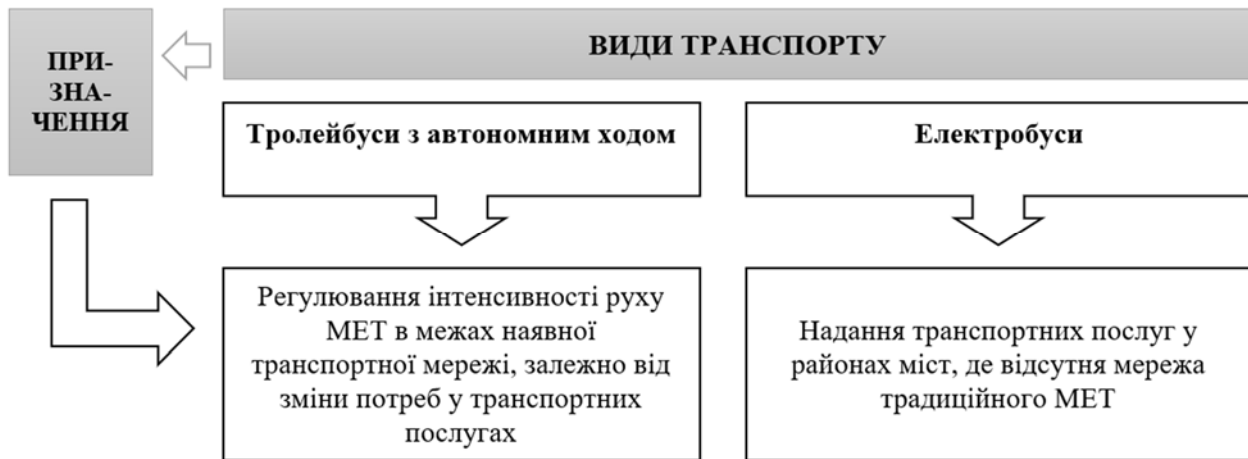 ПРИ-
ЗНА-
ЧЕННЯ
ВИДИ ТРАНСПОРТУ
Тролейбуси з автономним ходом
Електробуси
Регулювання інтенсивності руху
МЕТ в межах наявної
транспортної мережі, залежно від
зміни потреб у транспортних
послугах
Надання транспортних послуг у
районах міст, де відсутня мережа
традиційного МЕТ